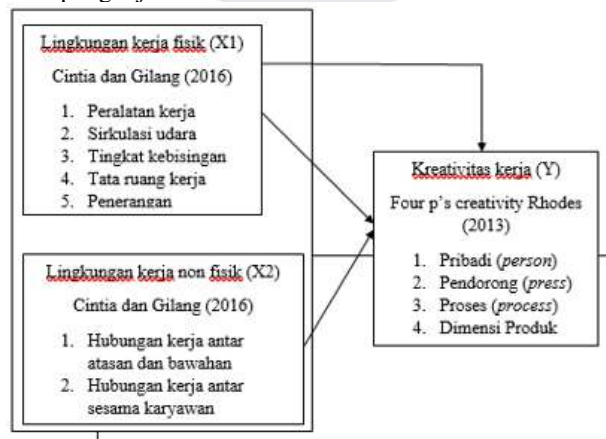 Lingkungan kerja fisik (X1)
Cintia dan Gilang (2016)
1. Peralatan kerja
2. Sirkulasi udara
3. Tingkat kebisingan
4. Tata ruang kerja
5. Penerangan
Lingkungan kerja non fisik (X2)
Cintia dan Gilang (2016)
1. Hubungan kerja antar
atasan dan bawahan
2. Hubungan kerja antar
sesama karyawan
Kreativitas kerja (Y)
Four p's creativity Rhodes
(2013)
1. Pribadi (person)
2. Pendorong (press)
3. Proses (process)
4. Dimensi Produk